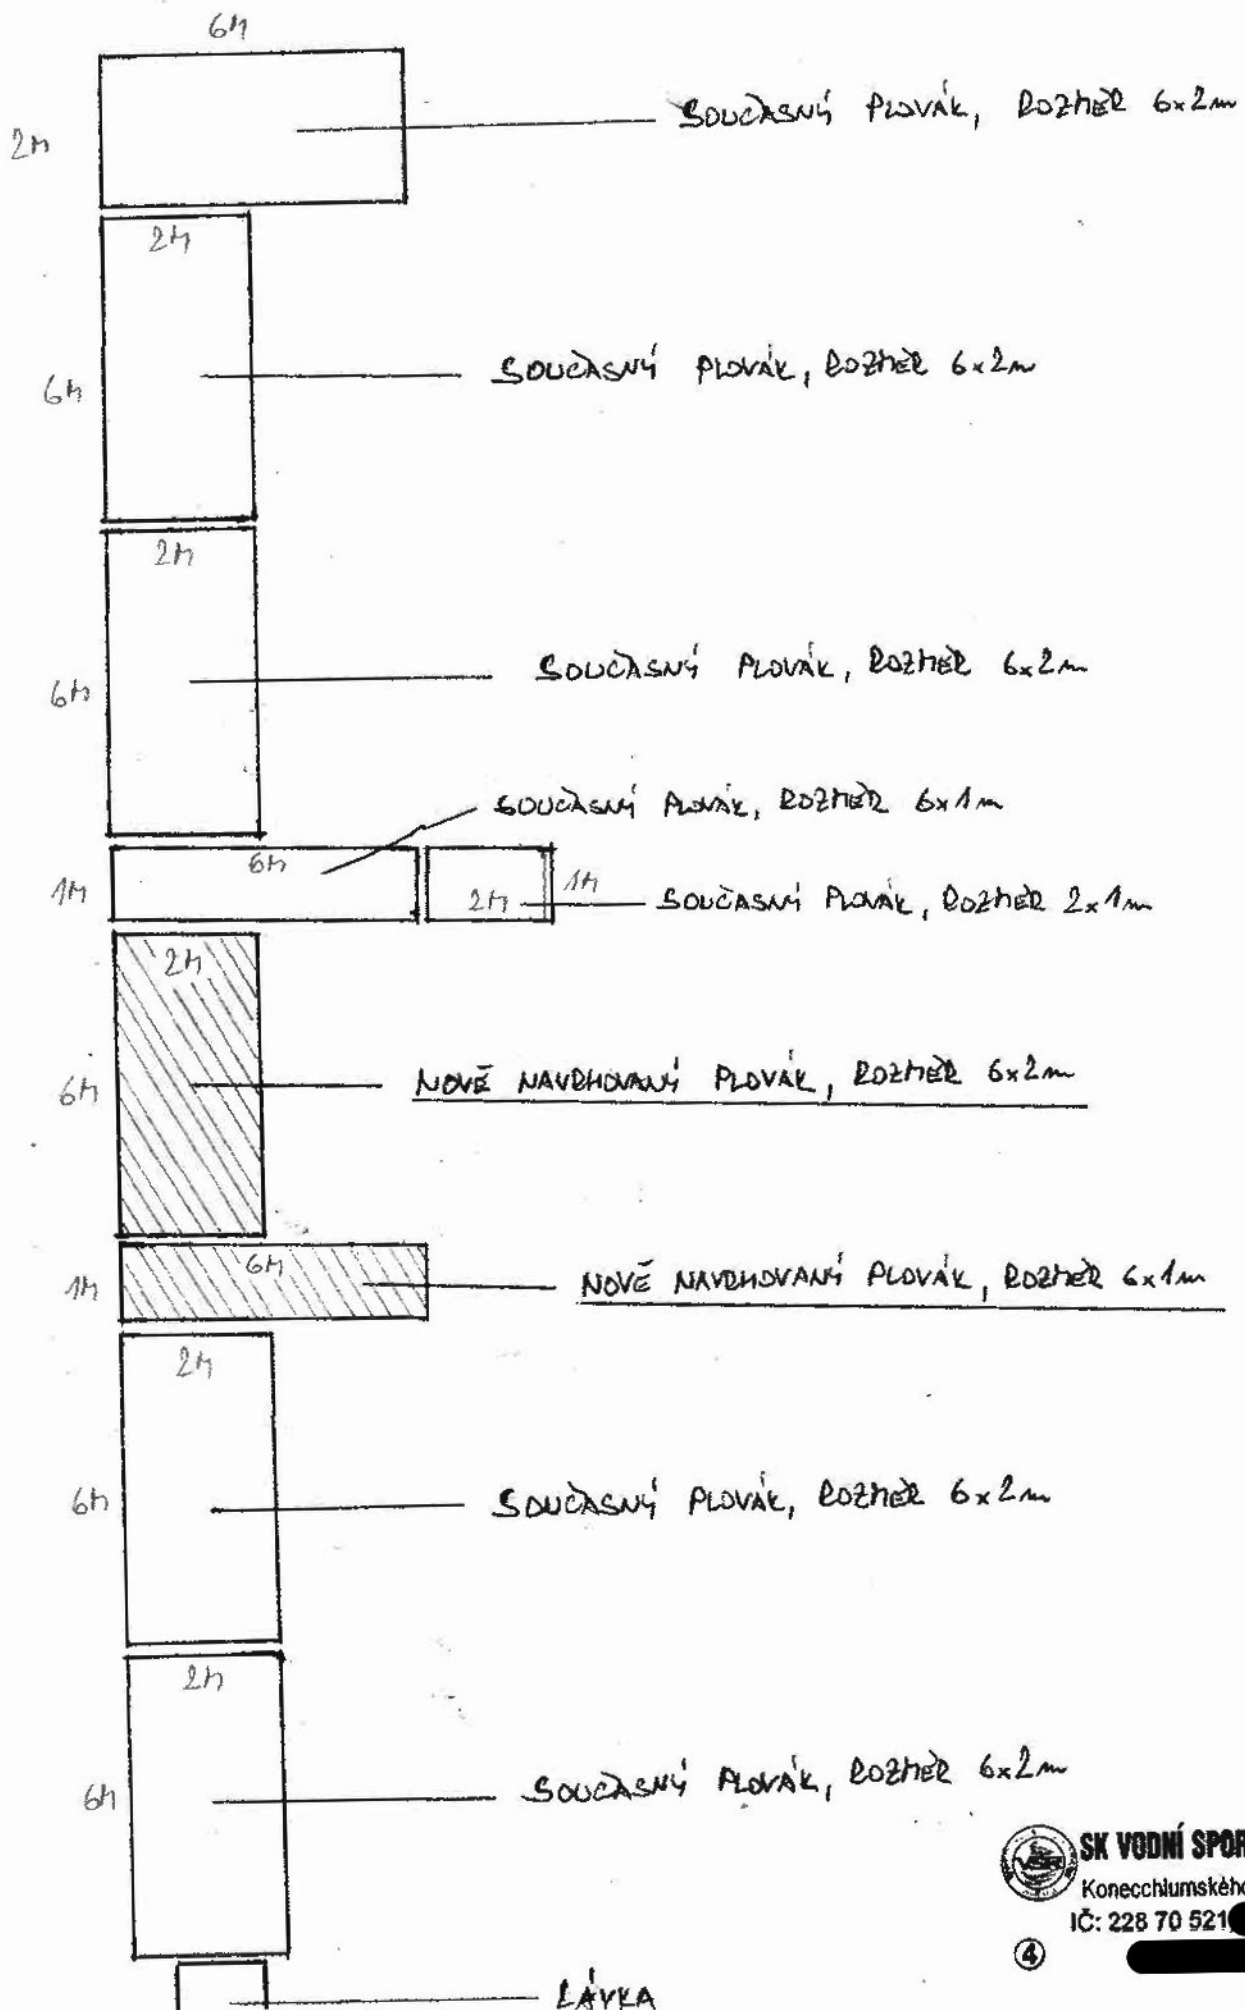 6M
2M
SOUČASNÝ PLOVÁK, ROZMĚR 6x2m
2M
6M
SOUČASNÝ PLOVÁK, ROZMĚR 6x2m
2M
6M
SOUČASNÝ PLOVÁK, ROZMĚR 6x2m
SOUČASNÝ PLOVÁK, ROZMĚR 6x1m
6M
1M
2M
1M
SOUČASNÝ PLOVÁK, ROZMĚR 2x1m
2M
6M
NOVĚ NAVRHOVANÝ PLOVÁK, ROZMĚR 6x2m
6M
1M
NOVĚ NAVRHOVANÝ PLOVÁK, ROZMĚR 6x1m
2M
6M
SOUČASNÝ PLOVÁK, ROZMĚR 6x2m
2M
6M
SOUČASNÝ PLOVÁK, ROZMĚR 6x2m
VSR
SK VODNÍ SPOR
Konecchlumského
IČ: 228 70 521
4
LÁVKA